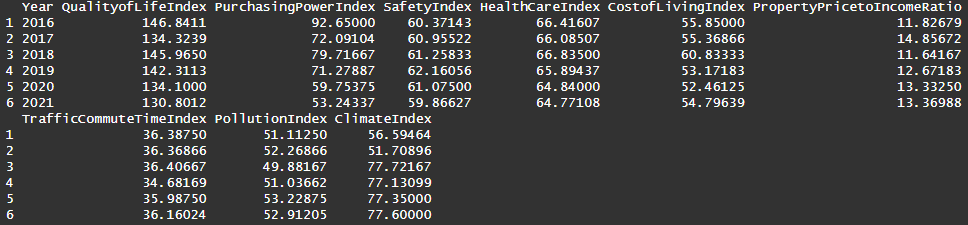 Year QualityofLifeIndex PurchasingPowerIndex SafetyIndex HealthCareIndex CostofLivingIndex PropertyPricetoIncomeRatio
1 2016 146.8411 92.65000 60.37143 66.41607 55.85000 11.82679
2 2017 134.3239 72.09104 60.95522 66.08507 55.36866 14.85672
3 2018 145.9650 79.71667 61.25833 66.83500 60.83333 11.64167
4 2019 142.3113 71.27887 62.16056 65.89437 53.17183 12.67183
5 2020 134.1000 59.75375 61.07500 64.84000 52.46125 13.33250
6 2021 130.8012 53.24337 59.86627 64.77108 54.79639 13.36988
TrafficCommuteTimeIndex PollutionIndex ClimateIndex
1 36.38750 51.11250 56.59464
2 36.36866 52.26866 51.70896
3 36.40667 49.88167 77.72167
4 34.68169 51.03662 77.13099
5 35.98750 53.22875 77.35000
6 36.16024 52.91205 77.60000